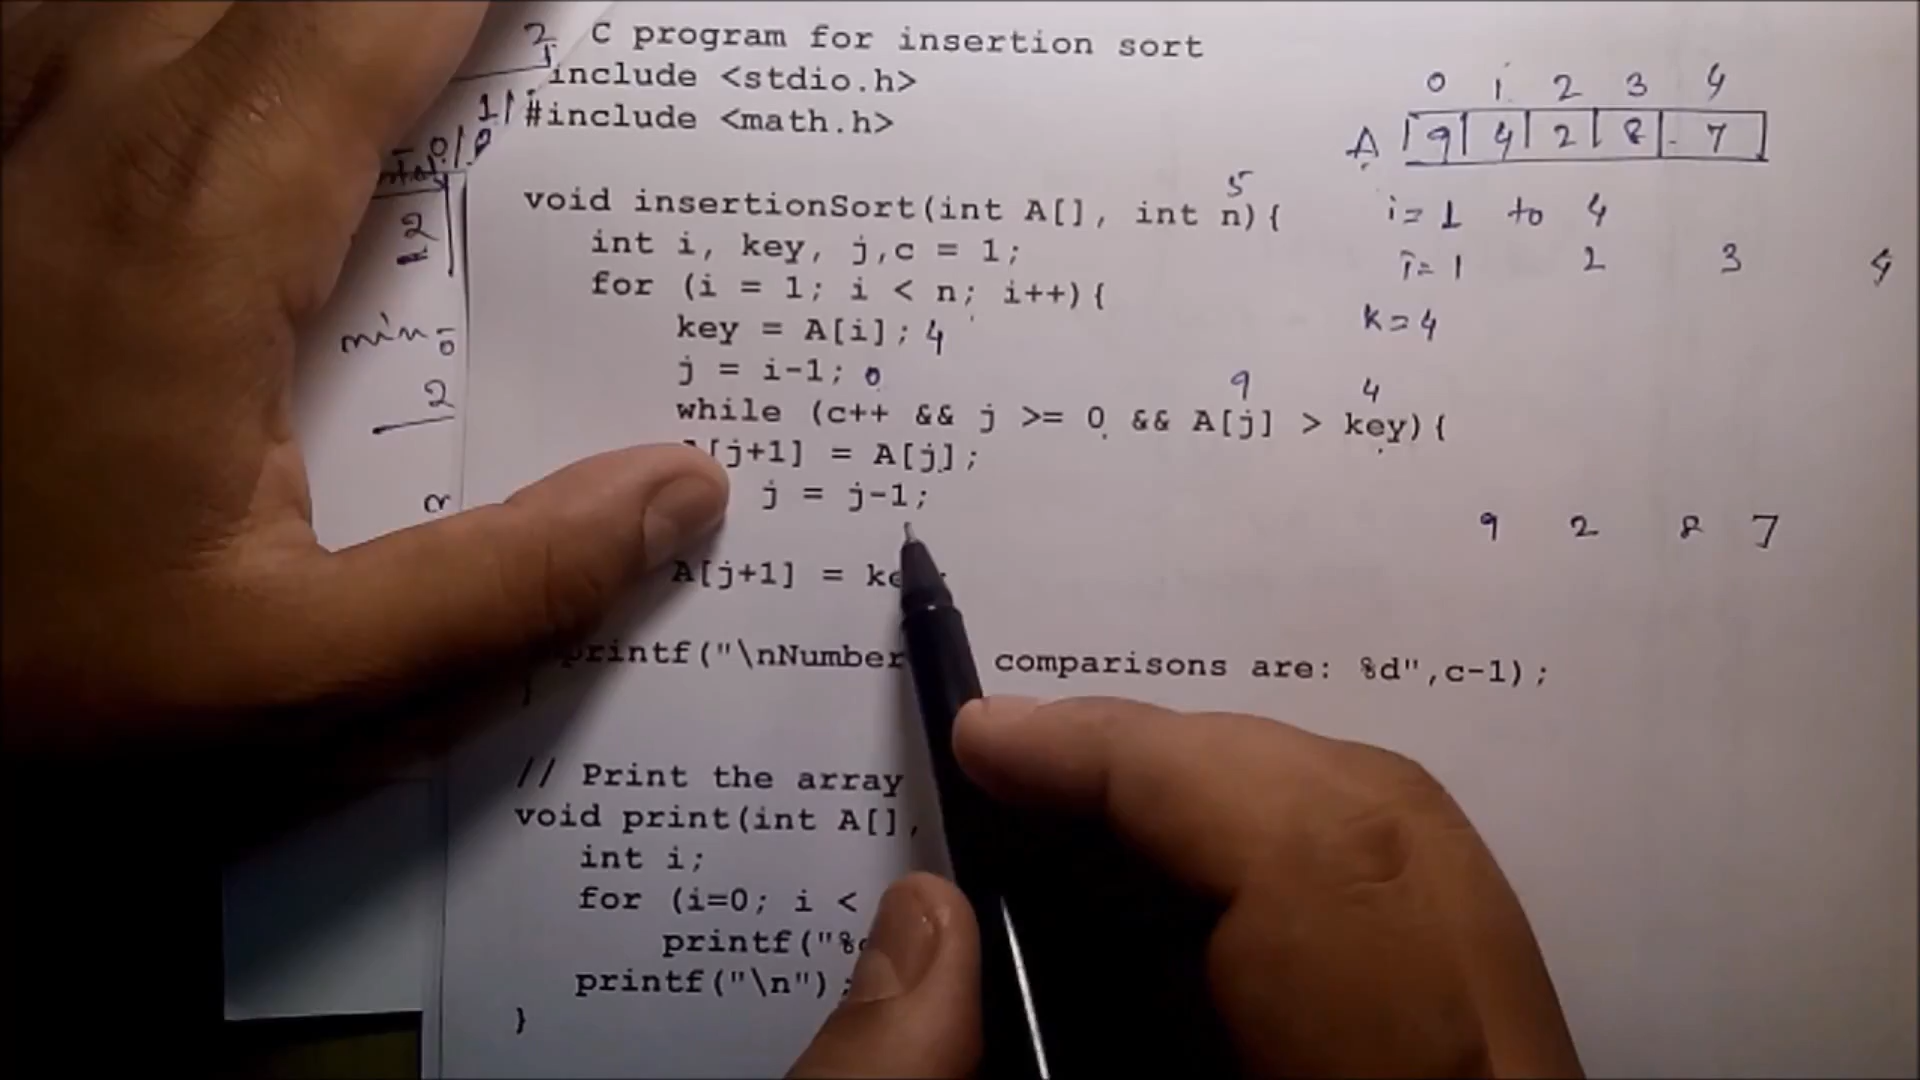 2 C program for insertion sort
include <stdio.h>
1 #include <math.h>
0 1 2 3 4
A 9 4 2 8 7
5
void insertionSort(int A[], int n){
i=1 to 4
int i, key, j,c = 1;
i=1 2 3 4
for (i = 1; i < n; i++){
key = A[i]; 4
k=4
j = i-1; 0
9 4
while (c++ && j >= 0 && A[j] > key){
[j+1] = A[j];
j = j-1;
9 2 8 7
A[j+1] =
printf("\nNumber comparisons are: %d",c-1);
}
// Print the array
void print(int A[],
int i;
for (i=0; i <
printf("%
printf("\n");
}
2
min
2